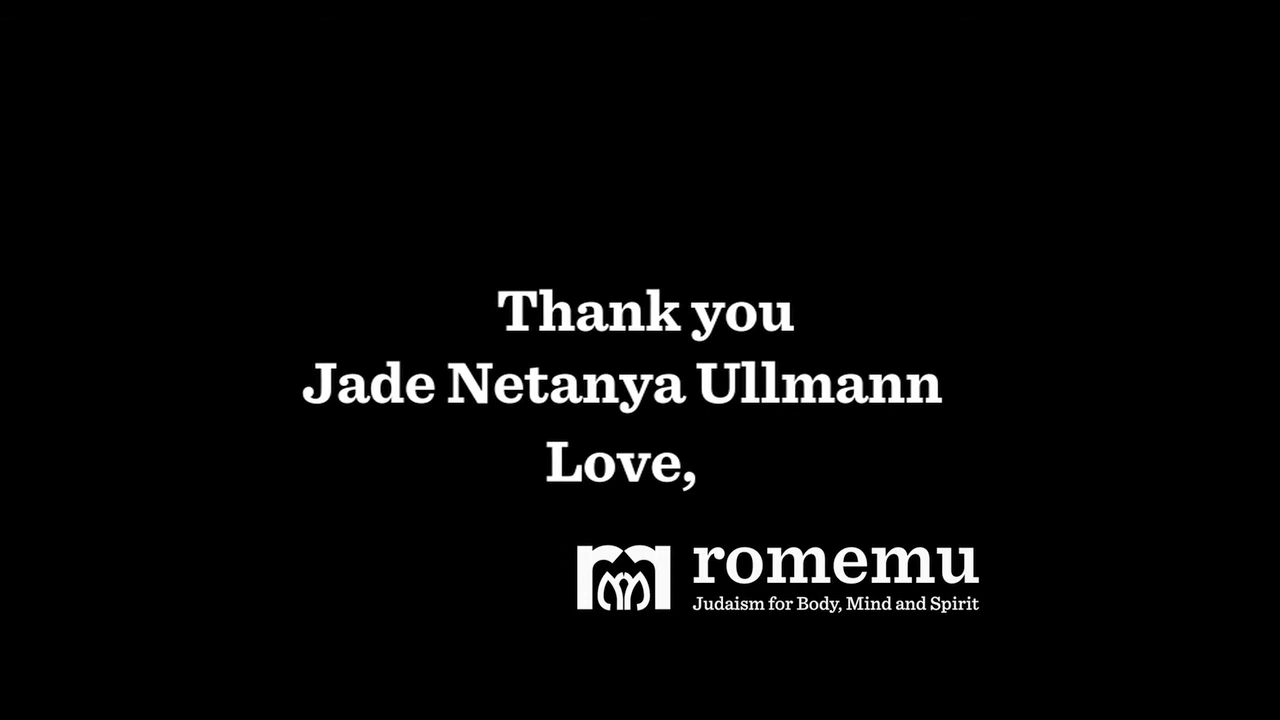 Thank you
Jade Netanya Ullmann
Love,
romemu
Judaism for Body, Mind and Spirit